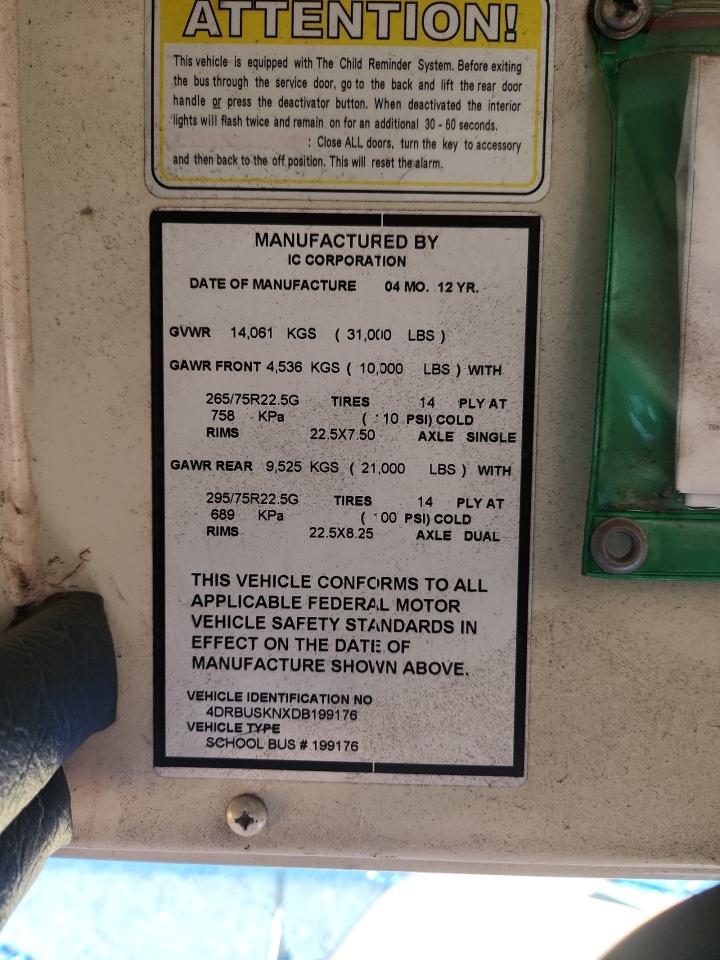 ATTENTION!
This vehicle is equipped with The Child Reminder System. Before exiting
the bus through the service door, go to the back and lift the rear door
handle or press the deactivator button. When deactivated the interior
lights will flash twice and remain on for an additional 30 - 60 seconds.
: Close ALL doors, turn the key to accessory
and then back to the off position. This will reset the alarm.
MANUFACTURED BY
IC CORPORATION
DATE OF MANUFACTURE 04 MO. 12 YR.
GVWR 14,061 KGS ( 31,000 LBS )
GAWR FRONT 4,536 KGS ( 10,000 LBS ) WITH
265/75R22.5G TIRES 14 PLY AT
758 KPa ( 110 PSI) COLD
RIMS 22.5X7.50 AXLE SINGLE
GAWR REAR 9,525 KGS ( 21,000 LBS ) WITH
295/75R22.5G TIRES 14 PLY AT
689 KPa ( 100 PSI) COLD
RIMS 22.5X8.25 AXLE DUAL
THIS VEHICLE CONFORMS TO ALL
APPLICABLE FEDERAL MOTOR
VEHICLE SAFETY STANDARDS IN
EFFECT ON THE DATE OF
MANUFACTURE SHOWN ABOVE.
VEHICLE IDENTIFICATION NO
4DRBUSKNXDB199176
VEHICLE TYPE
SCHOOL BUS # 199176